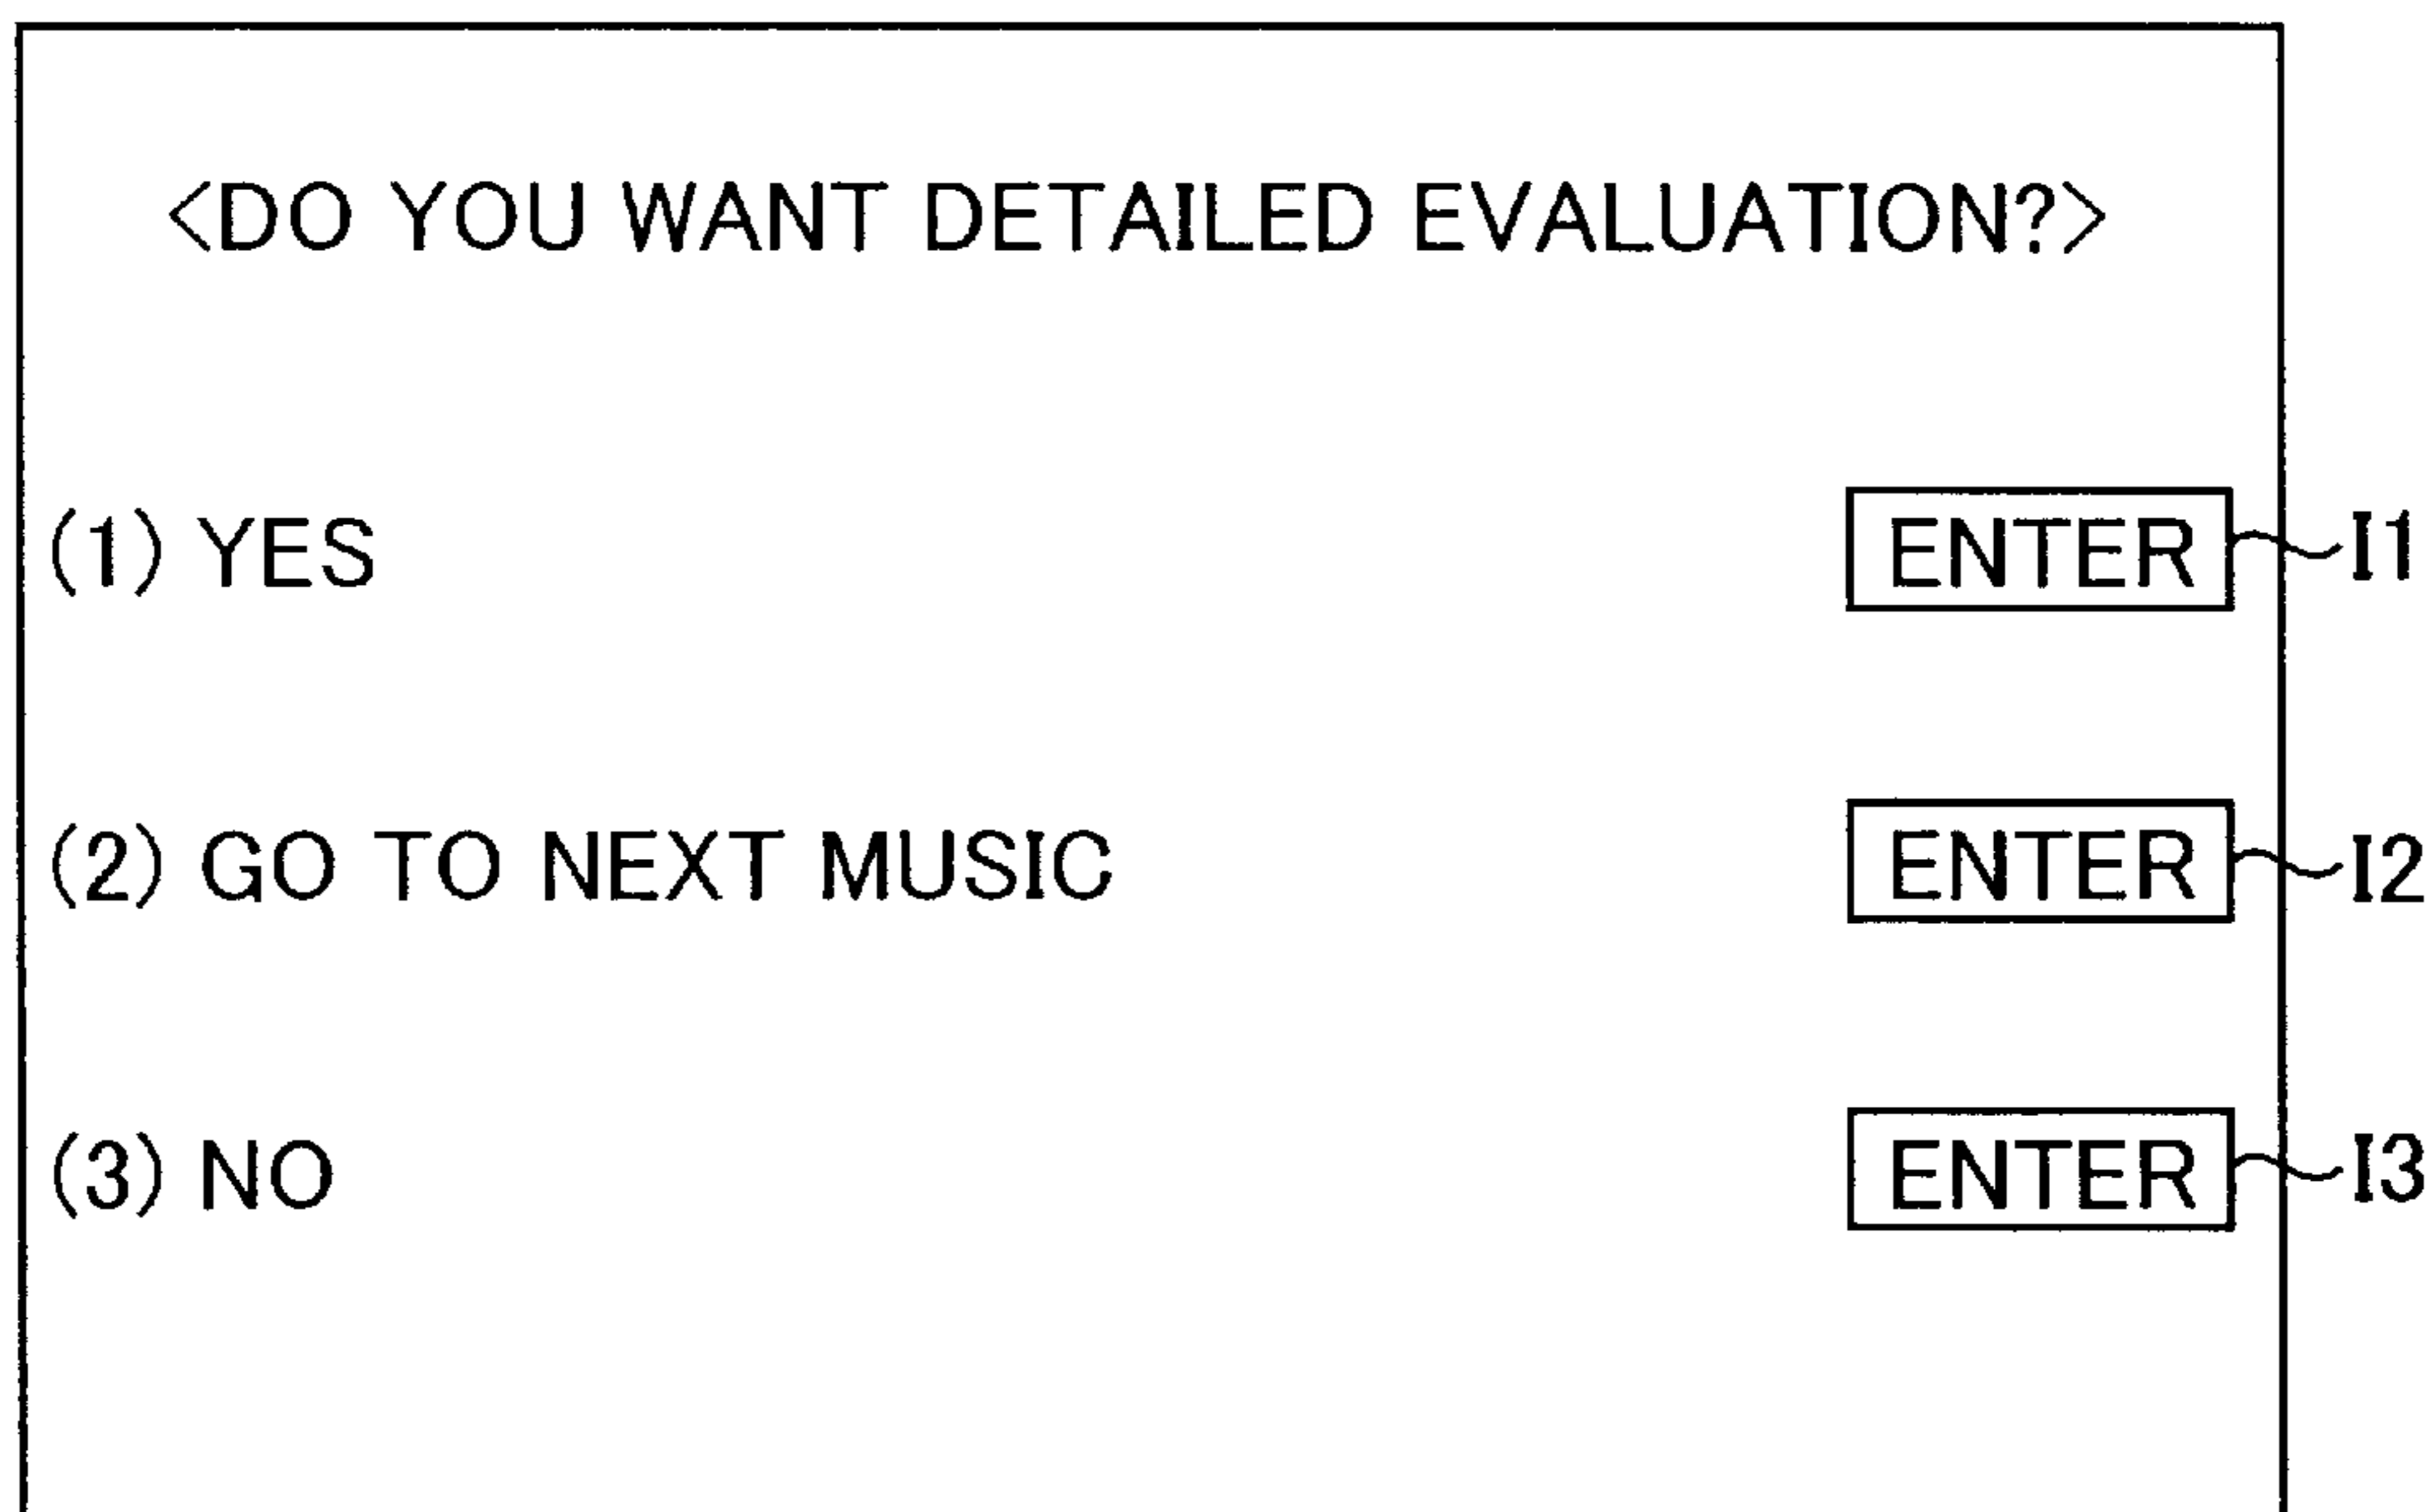 <DO YOU WANT DETAILED EVALUATION?>
(1) YES ENTER I1
(2) GO TO NEXT MUSIC ENTER I2
(3) NO ENTER I3